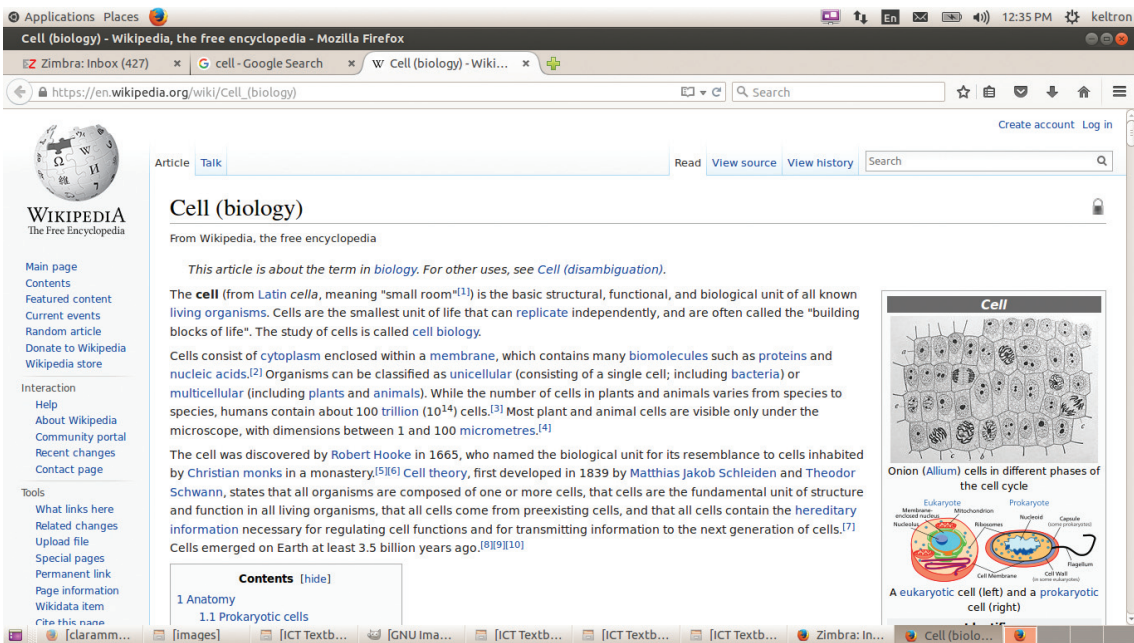 Applications Places
En 12:35 PM keltron
Cell (biology) - Wikipedia, the free encyclopedia - Mozilla Firefox
Zimbra: Inbox (427) × G cell - Google Search × W Cell (biology) - Wiki... ×
https://en.wikipedia.org/wiki/Cell_(biology)
Search
Create account Log in
Article Talk
Read View source View history Search
WIKIPEDIA
The Free Encyclopedia
Main page
Contents
Featured content
Current events
Random article
Donate to Wikipedia
Wikipedia store
Interaction
Help
About Wikipedia
Community portal
Recent changes
Contact page
Tools
What links here
Related changes
Upload file
Special pages
Permanent link
Page information
Wikidata item
Cite this page
Cell (biology)
From Wikipedia, the free encyclopedia
This article is about the term in biology. For other uses, see Cell (disambiguation).
The cell (from Latin cella, meaning "small room"[1]) is the basic structural, functional, and biological unit of all known
living organisms. Cells are the smallest unit of life that can replicate independently, and are often called the "building
blocks of life". The study of cells is called cell biology.
Cells consist of cytoplasm enclosed within a membrane, which contains many biomolecules such as proteins and
nucleic acids.[2] Organisms can be classified as unicellular (consisting of a single cell; including bacteria) or
multicellular (including plants and animals). While the number of cells in plants and animals varies from species to
species, humans contain about 100 trillion (10¹⁴) cells.[3] Most plant and animal cells are visible only under the
microscope, with dimensions between 1 and 100 micrometres.[4]
The cell was discovered by Robert Hooke in 1665, who named the biological unit for its resemblance to cells inhabited
by Christian monks in a monastery.[5][6] Cell theory, first developed in 1839 by Matthias Jakob Schleiden and Theodor
Schwann, states that all organisms are composed of one or more cells, that cells are the fundamental unit of structure
and function in all living organisms, that all cells come from preexisting cells, and that all cells contain the hereditary
information necessary for regulating cell functions and for transmitting information to the next generation of cells.[7]
Cells emerged on Earth at least 3.5 billion years ago.[8][9][10]
Contents [hide]
1 Anatomy
1.1 Prokaryotic cells
Cell
Onion (Allium) cells in different phases of
the cell cycle
Eukaryote Prokaryote
Membrane-
enclosed nucleus
Mitochondrion
Nucleolus
Ribosomes
Nucleoid
Capsule
(some prokaryotes)
Flagellum
Cell Membrane
Cell Wall
(in some eukaryotes)
A eukaryotic cell (left) and a prokaryotic
cell (right)
[claramm... [images] [ICT Textb... [GNU Ima... [ICT Textb... [ICT Textb... [ICT Textb... Zimbra: In... Cell (biolo...